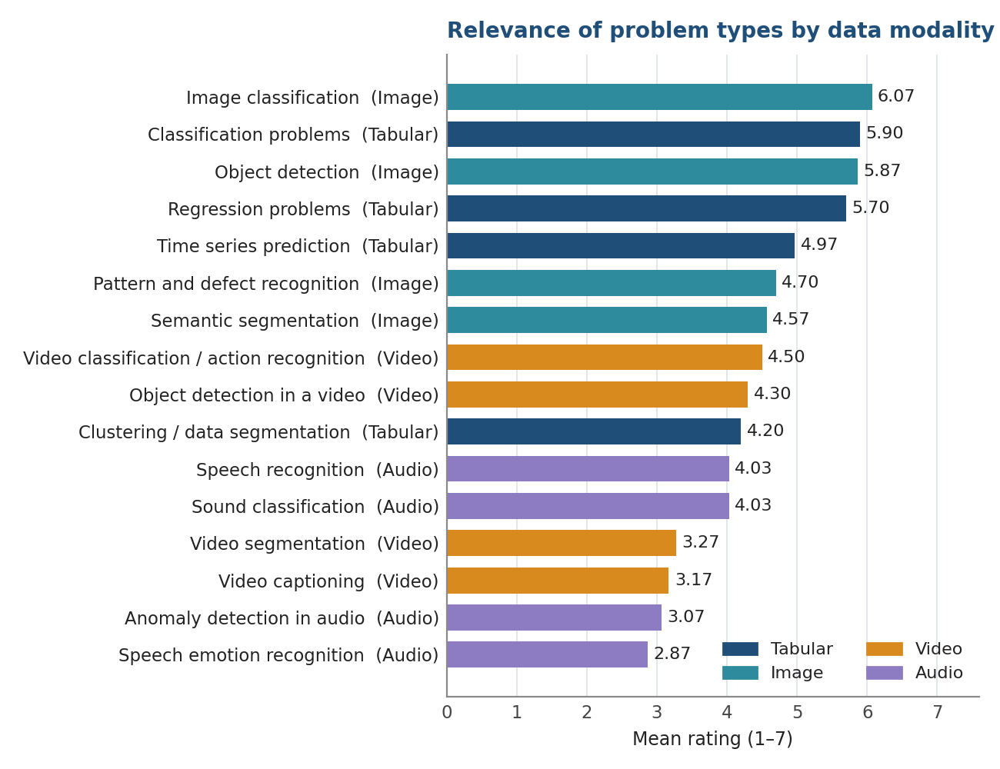 Relevance of problem types by data modality
Image classification  (Image) 6.07
Classification problems  (Tabular) 5.90
Object detection  (Image) 5.87
Regression problems  (Tabular) 5.70
Time series prediction  (Tabular) 4.97
Pattern and defect recognition  (Image) 4.70
Semantic segmentation  (Image) 4.57
Video classification / action recognition  (Video) 4.50
Object detection in a video  (Video) 4.30
Clustering / data segmentation  (Tabular) 4.20
Speech recognition  (Audio) 4.03
Sound classification  (Audio) 4.03
Video segmentation  (Video) 3.27
Video captioning  (Video) 3.17
Anomaly detection in audio  (Audio) 3.07
Speech emotion recognition  (Audio) 2.87
Tabular Video
Image Audio
0 1 2 3 4 5 6 7
Mean rating (1–7)